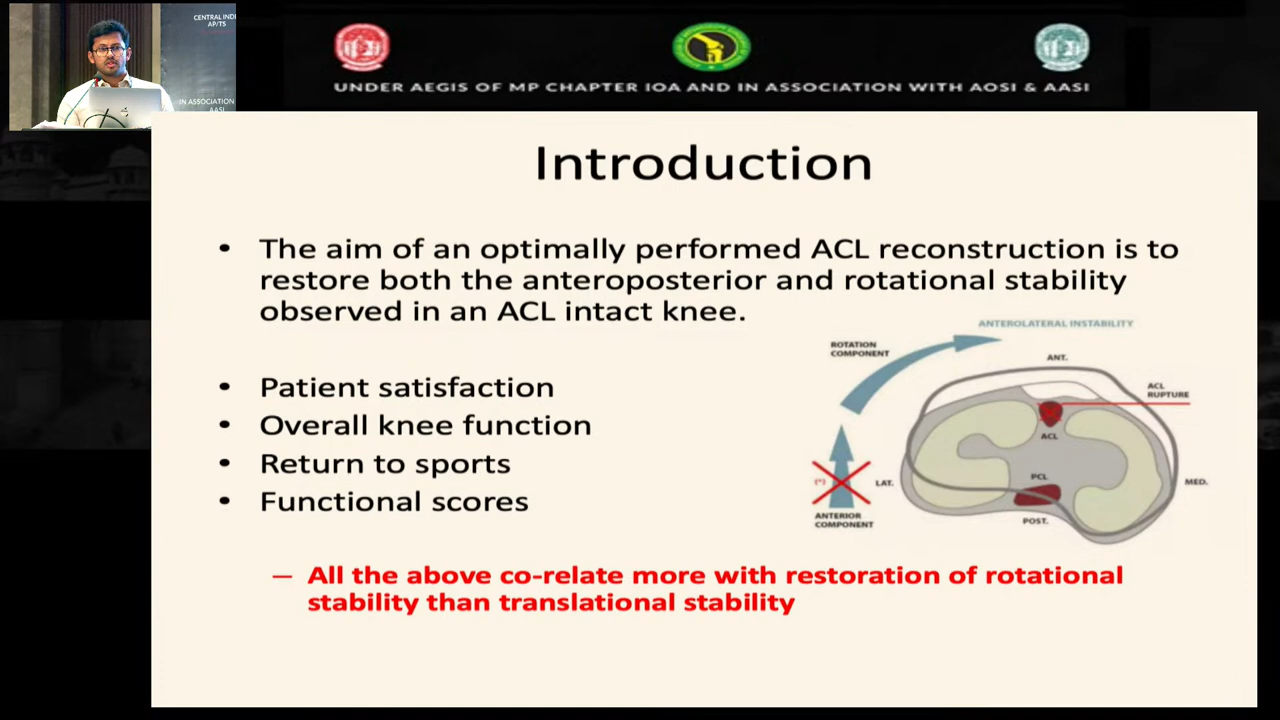 CENTRAL INDI
AP/TS
IN ASSOCIATION
AASI
UNDER AEGIS OF MP CHAPTER IOA AND IN ASSOCIATION WITH AOSI & AASI
Introduction
• The aim of an optimally performed ACL reconstruction is to
restore both the anteroposterior and rotational stability
observed in an ACL intact knee.
• Patient satisfaction
• Overall knee function
• Return to sports
• Functional scores
– All the above co-relate more with restoration of rotational
stability than translational stability
ANTEROLATERAL INSTABILITY
ROTATION
COMPONENT
ANT.
ACL
RUPTURE
ACL
PCL
LAT.
MED.
(*)
POST.
ANTERIOR
COMPONENT